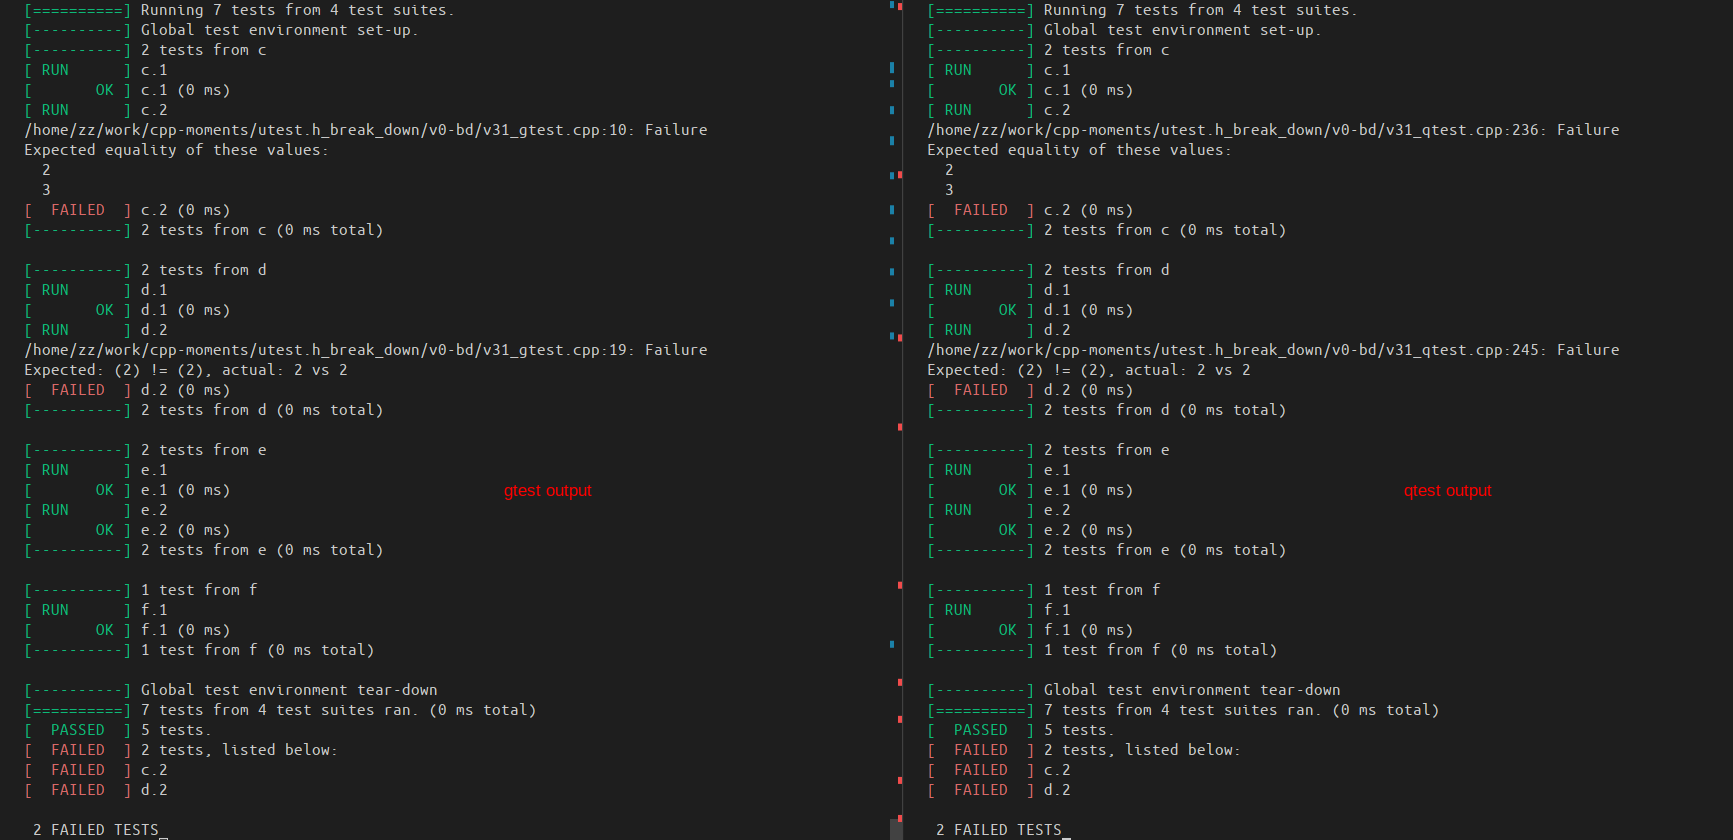 [==========] Running 7 tests from 4 test suites.
[----------] Global test environment set-up.
[----------] 2 tests from c
[ RUN      ] c.1
[       OK ] c.1 (0 ms)
[ RUN      ] c.2
/home/zz/work/cpp-moments/utest.h_break_down/v0-bd/v31_gtest.cpp:10: Failure
Expected equality of these values:
  2
  3
[  FAILED  ] c.2 (0 ms)
[----------] 2 tests from c (0 ms total)

[----------] 2 tests from d
[ RUN      ] d.1
[       OK ] d.1 (0 ms)
[ RUN      ] d.2
/home/zz/work/cpp-moments/utest.h_break_down/v0-bd/v31_gtest.cpp:19: Failure
Expected: (2) != (2), actual: 2 vs 2
[  FAILED  ] d.2 (0 ms)
[----------] 2 tests from d (0 ms total)

[----------] 2 tests from e
[ RUN      ] e.1
[       OK ] e.1 (0 ms)
[ RUN      ] e.2
[       OK ] e.2 (0 ms)
[----------] 2 tests from e (0 ms total)

[----------] 1 test from f
[ RUN      ] f.1
[       OK ] f.1 (0 ms)
[----------] 1 test from f (0 ms total)

[----------] Global test environment tear-down
[==========] 7 tests from 4 test suites ran. (0 ms total)
[  PASSED  ] 5 tests.
[  FAILED  ] 2 tests, listed below:
[  FAILED  ] c.2
[  FAILED  ] d.2

 2 FAILED TESTS
gtest output
[==========] Running 7 tests from 4 test suites.
[----------] Global test environment set-up.
[----------] 2 tests from c
[ RUN      ] c.1
[       OK ] c.1 (0 ms)
[ RUN      ] c.2
/home/zz/work/cpp-moments/utest.h_break_down/v0-bd/v31_qtest.cpp:236: Failure
Expected equality of these values:
  2
  3
[  FAILED  ] c.2 (0 ms)
[----------] 2 tests from c (0 ms total)

[----------] 2 tests from d
[ RUN      ] d.1
[       OK ] d.1 (0 ms)
[ RUN      ] d.2
/home/zz/work/cpp-moments/utest.h_break_down/v0-bd/v31_qtest.cpp:245: Failure
Expected: (2) != (2), actual: 2 vs 2
[  FAILED  ] d.2 (0 ms)
[----------] 2 tests from d (0 ms total)

[----------] 2 tests from e
[ RUN      ] e.1
[       OK ] e.1 (0 ms)
[ RUN      ] e.2
[       OK ] e.2 (0 ms)
[----------] 2 tests from e (0 ms total)

[----------] 1 test from f
[ RUN      ] f.1
[       OK ] f.1 (0 ms)
[----------] 1 test from f (0 ms total)

[----------] Global test environment tear-down
[==========] 7 tests from 4 test suites ran. (0 ms total)
[  PASSED  ] 5 tests.
[  FAILED  ] 2 tests, listed below:
[  FAILED  ] c.2
[  FAILED  ] d.2

 2 FAILED TESTS
qtest output